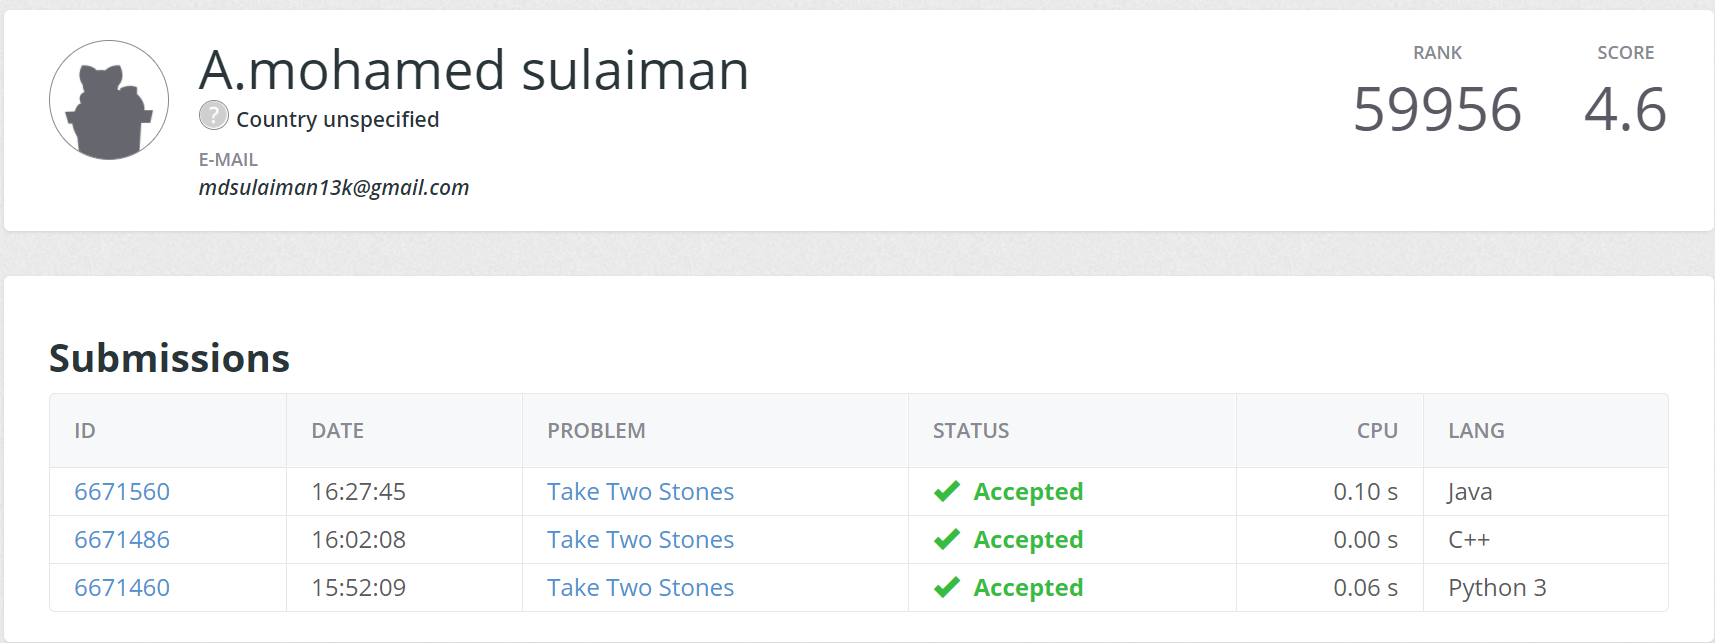 A.mohamed sulaiman
? Country unspecified
E-MAIL
mdsulaiman13k@gmail.com
RANK SCORE
59956 4.6
Submissions
ID DATE PROBLEM STATUS CPU LANG
6671560 16:27:45 Take Two Stones Accepted 0.10 s Java
6671486 16:02:08 Take Two Stones Accepted 0.00 s C++
6671460 15:52:09 Take Two Stones Accepted 0.06 s Python 3